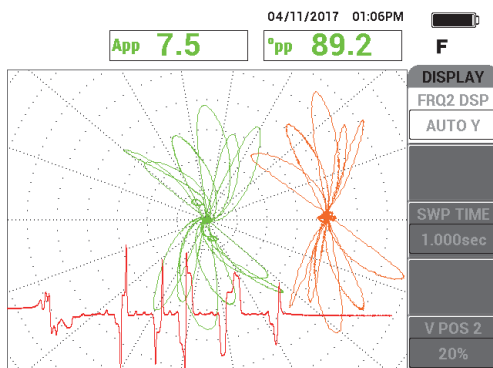 04/11/2017 01:06PM
App 7.5
°pp 89.2
F
DISPLAY
FRQ2 DSP
AUTO Y
SWP TIME
1.000sec
V POS 2
20%